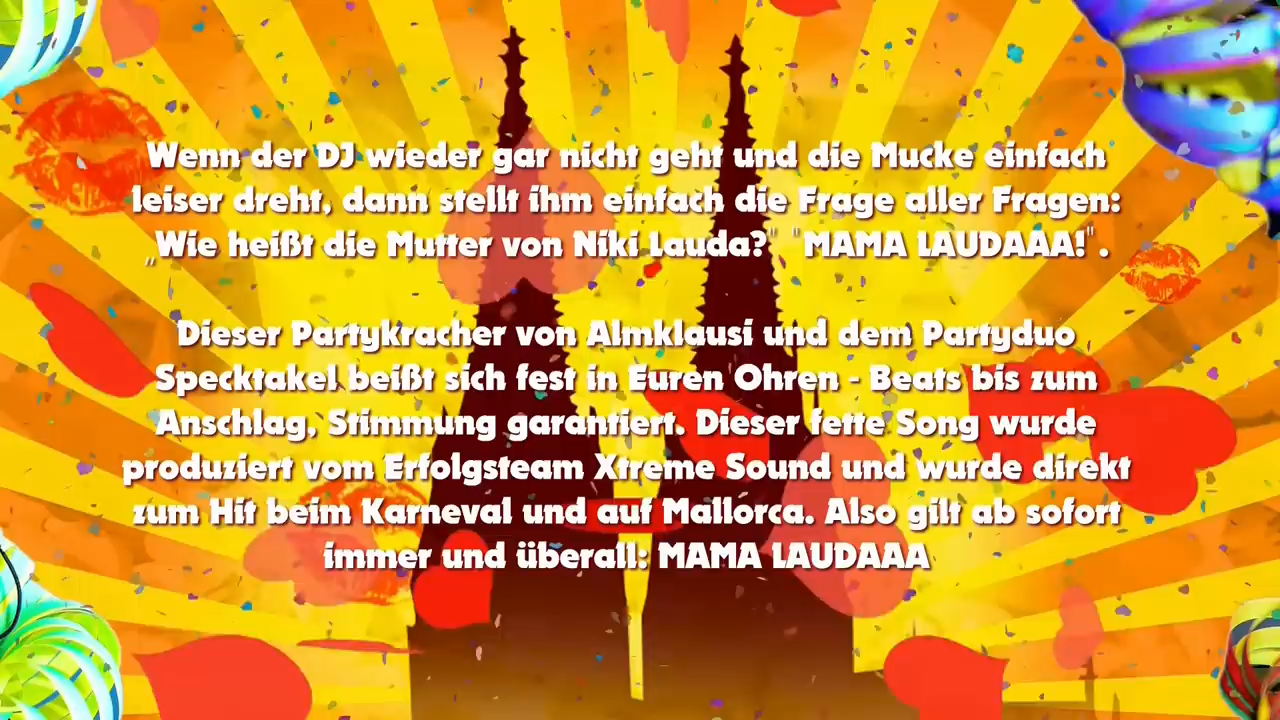 Wenn der DJ wieder gar nicht geht und die Mucke einfach
leiser dreht, dann stellt ihm einfach die Frage aller Fragen:
„Wie heißt die Mutter von Niki Lauda?" "MAMA LAUDAAA!".
Dieser Partykracher von Almklausi und dem Partyduo
Specktakel beißt sich fest in Euren Ohren - Beats bis zum
Anschlag, Stimmung garantiert. Dieser fette Song wurde
produziert vom Erfolgsteam Xtreme Sound und wurde direkt
zum Hit beim Karneval und auf Mallorca. Also gilt ab sofort
immer und überall: MAMA LAUDAAA